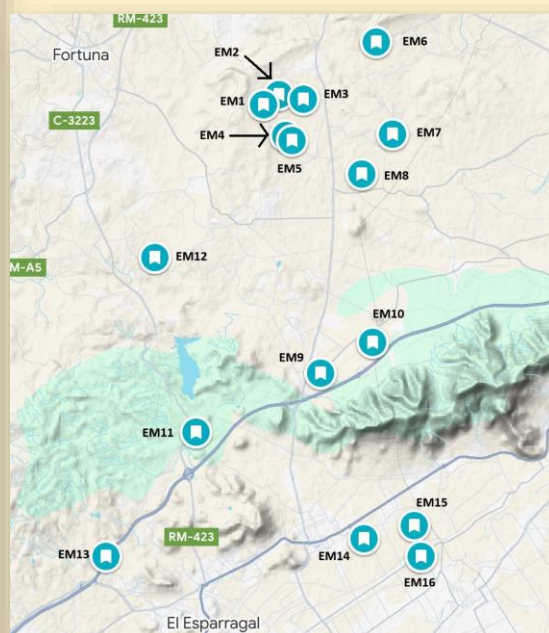 RM-423
Fortuna
EM2
EM6
EM1
EM3
C-3223
EM4
EM7
EM5
EM8
EM12
M-A5
EM10
EM9
EM11
EM15
RM-423
EM14
EM13
EM16
El Esparragal